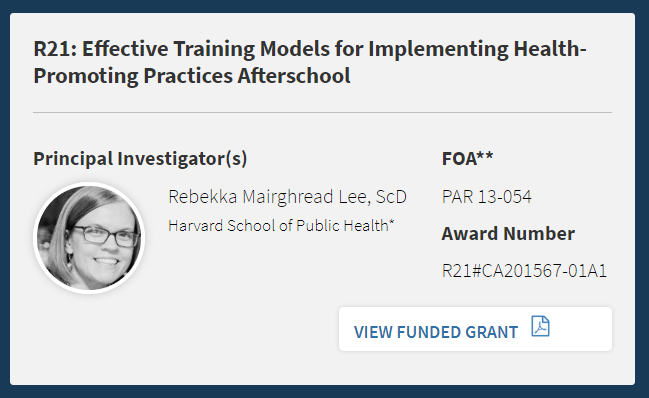 R21: Effective Training Models for Implementing Health-
Promoting Practices Afterschool
Principal Investigator(s)
Rebekka Mairghread Lee, ScD
Harvard School of Public Health*
FOA**
PAR 13-054
Award Number
R21#CA201567-01A1
VIEW FUNDED GRANT